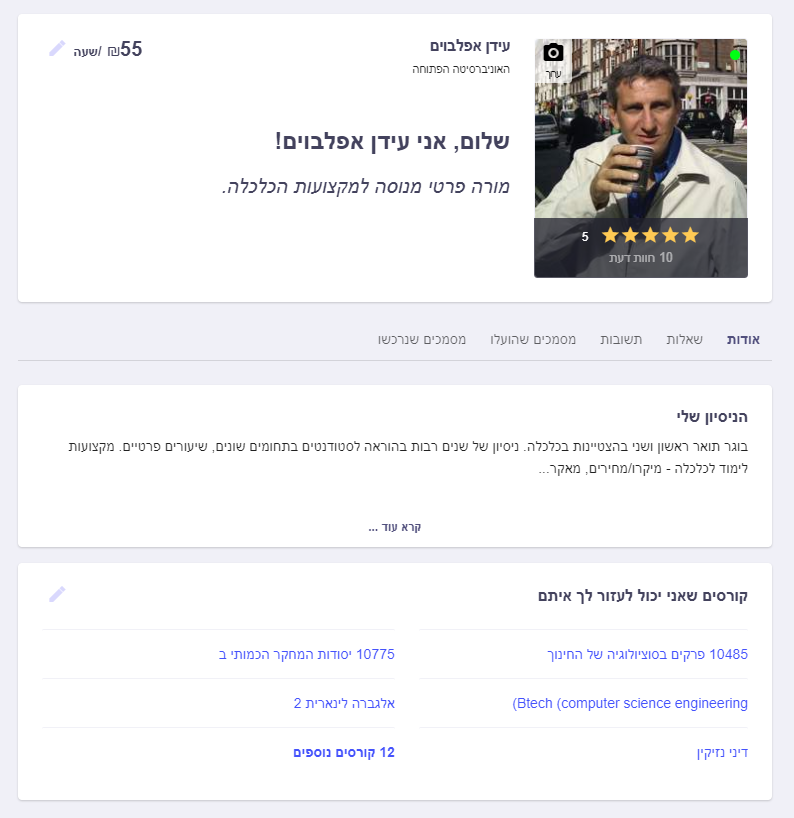 עידן אפלבוים
₪55 /שעה
האוניברסיטה הפתוחה
ערוך
שלום, אני עידן אפלבוים!
מורה פרטי מנוסה למקצועות הכלכלה.
5
10 חוות דעת
אודות
שאלות
תשובות
מסמכים שהועלו
מסמכים שנרכשו
הניסיון שלי
בוגר תואר ראשון ושני בהצטיינות בכלכלה. ניסיון של שנים רבות בהוראה לסטודנטים בתחומים שונים, שיעורים פרטיים. מקצועות
לימוד לכלכלה - מיקרו/מחירים, מאקר...
קרא עוד ...
קורסים שאני יכול לעזור לך איתם
10485 פרקים בסוציולוגיה של החינוך
10775 יסודות המחקר הכמותי ב
Btech (computer science engineering)
אלגברה לינארית 2
דיני נזיקין
12 קורסים נוספים